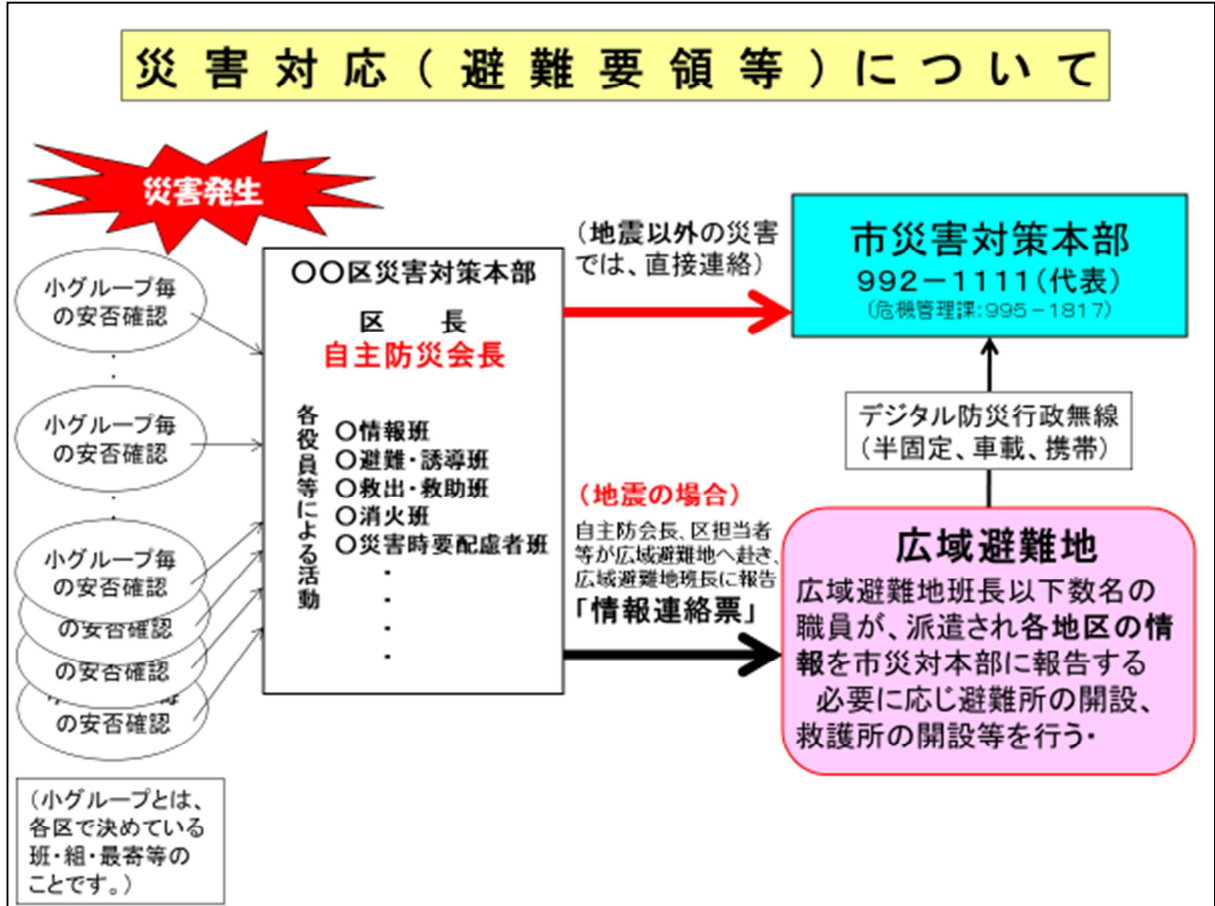 災害対応(避難要領等)について
災害発生
小グループ毎
の安否確認
小グループ毎
の安否確認
小グループ毎
の安否確認
の安否確認
の安否確認
毎
の安否確認
(小グループとは、
各区で決めている
班・組・最寄等の
ことです。)
〇〇区災害対策本部
区 長
自主防災会長
各役員等による活動
〇情報班
〇避難・誘導班
〇救出・救助班
〇消火班
〇災害時要配慮者班
・
・
・
・
(地震以外の災害
では、直接連絡)
(地震の場合)
自主防会長、区担当者
等が広域避難地へ赴き、
広域避難地班長に報告
「情報連絡票」
市災害対策本部
992-1111(代表)
(危機管理課:995-1817)
デジタル防災行政無線
(半固定、車載、携帯)
広域避難地
広域避難地班長以下数名の
職員が、派遣され各地区の情
報を市災対本部に報告する
必要に応じ避難所の開設、
救護所の開設等を行う・